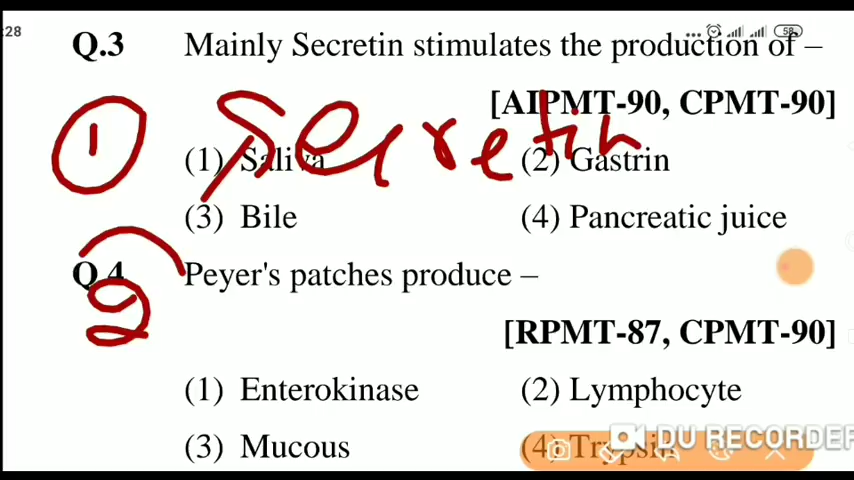 :28
58
Q.3 Mainly Secretin stimulates the production of –
[AIPMT-90, CPMT-90]
1 Secretin
(1) Saliva (2) Gastrin
(3) Bile (4) Pancreatic juice
Q.4 Peyer's patches produce –
2
[RPMT-87, CPMT-90]
(1) Enterokinase (2) Lymphocyte
(3) Mucous (4) Trypsin
DU RECORDER